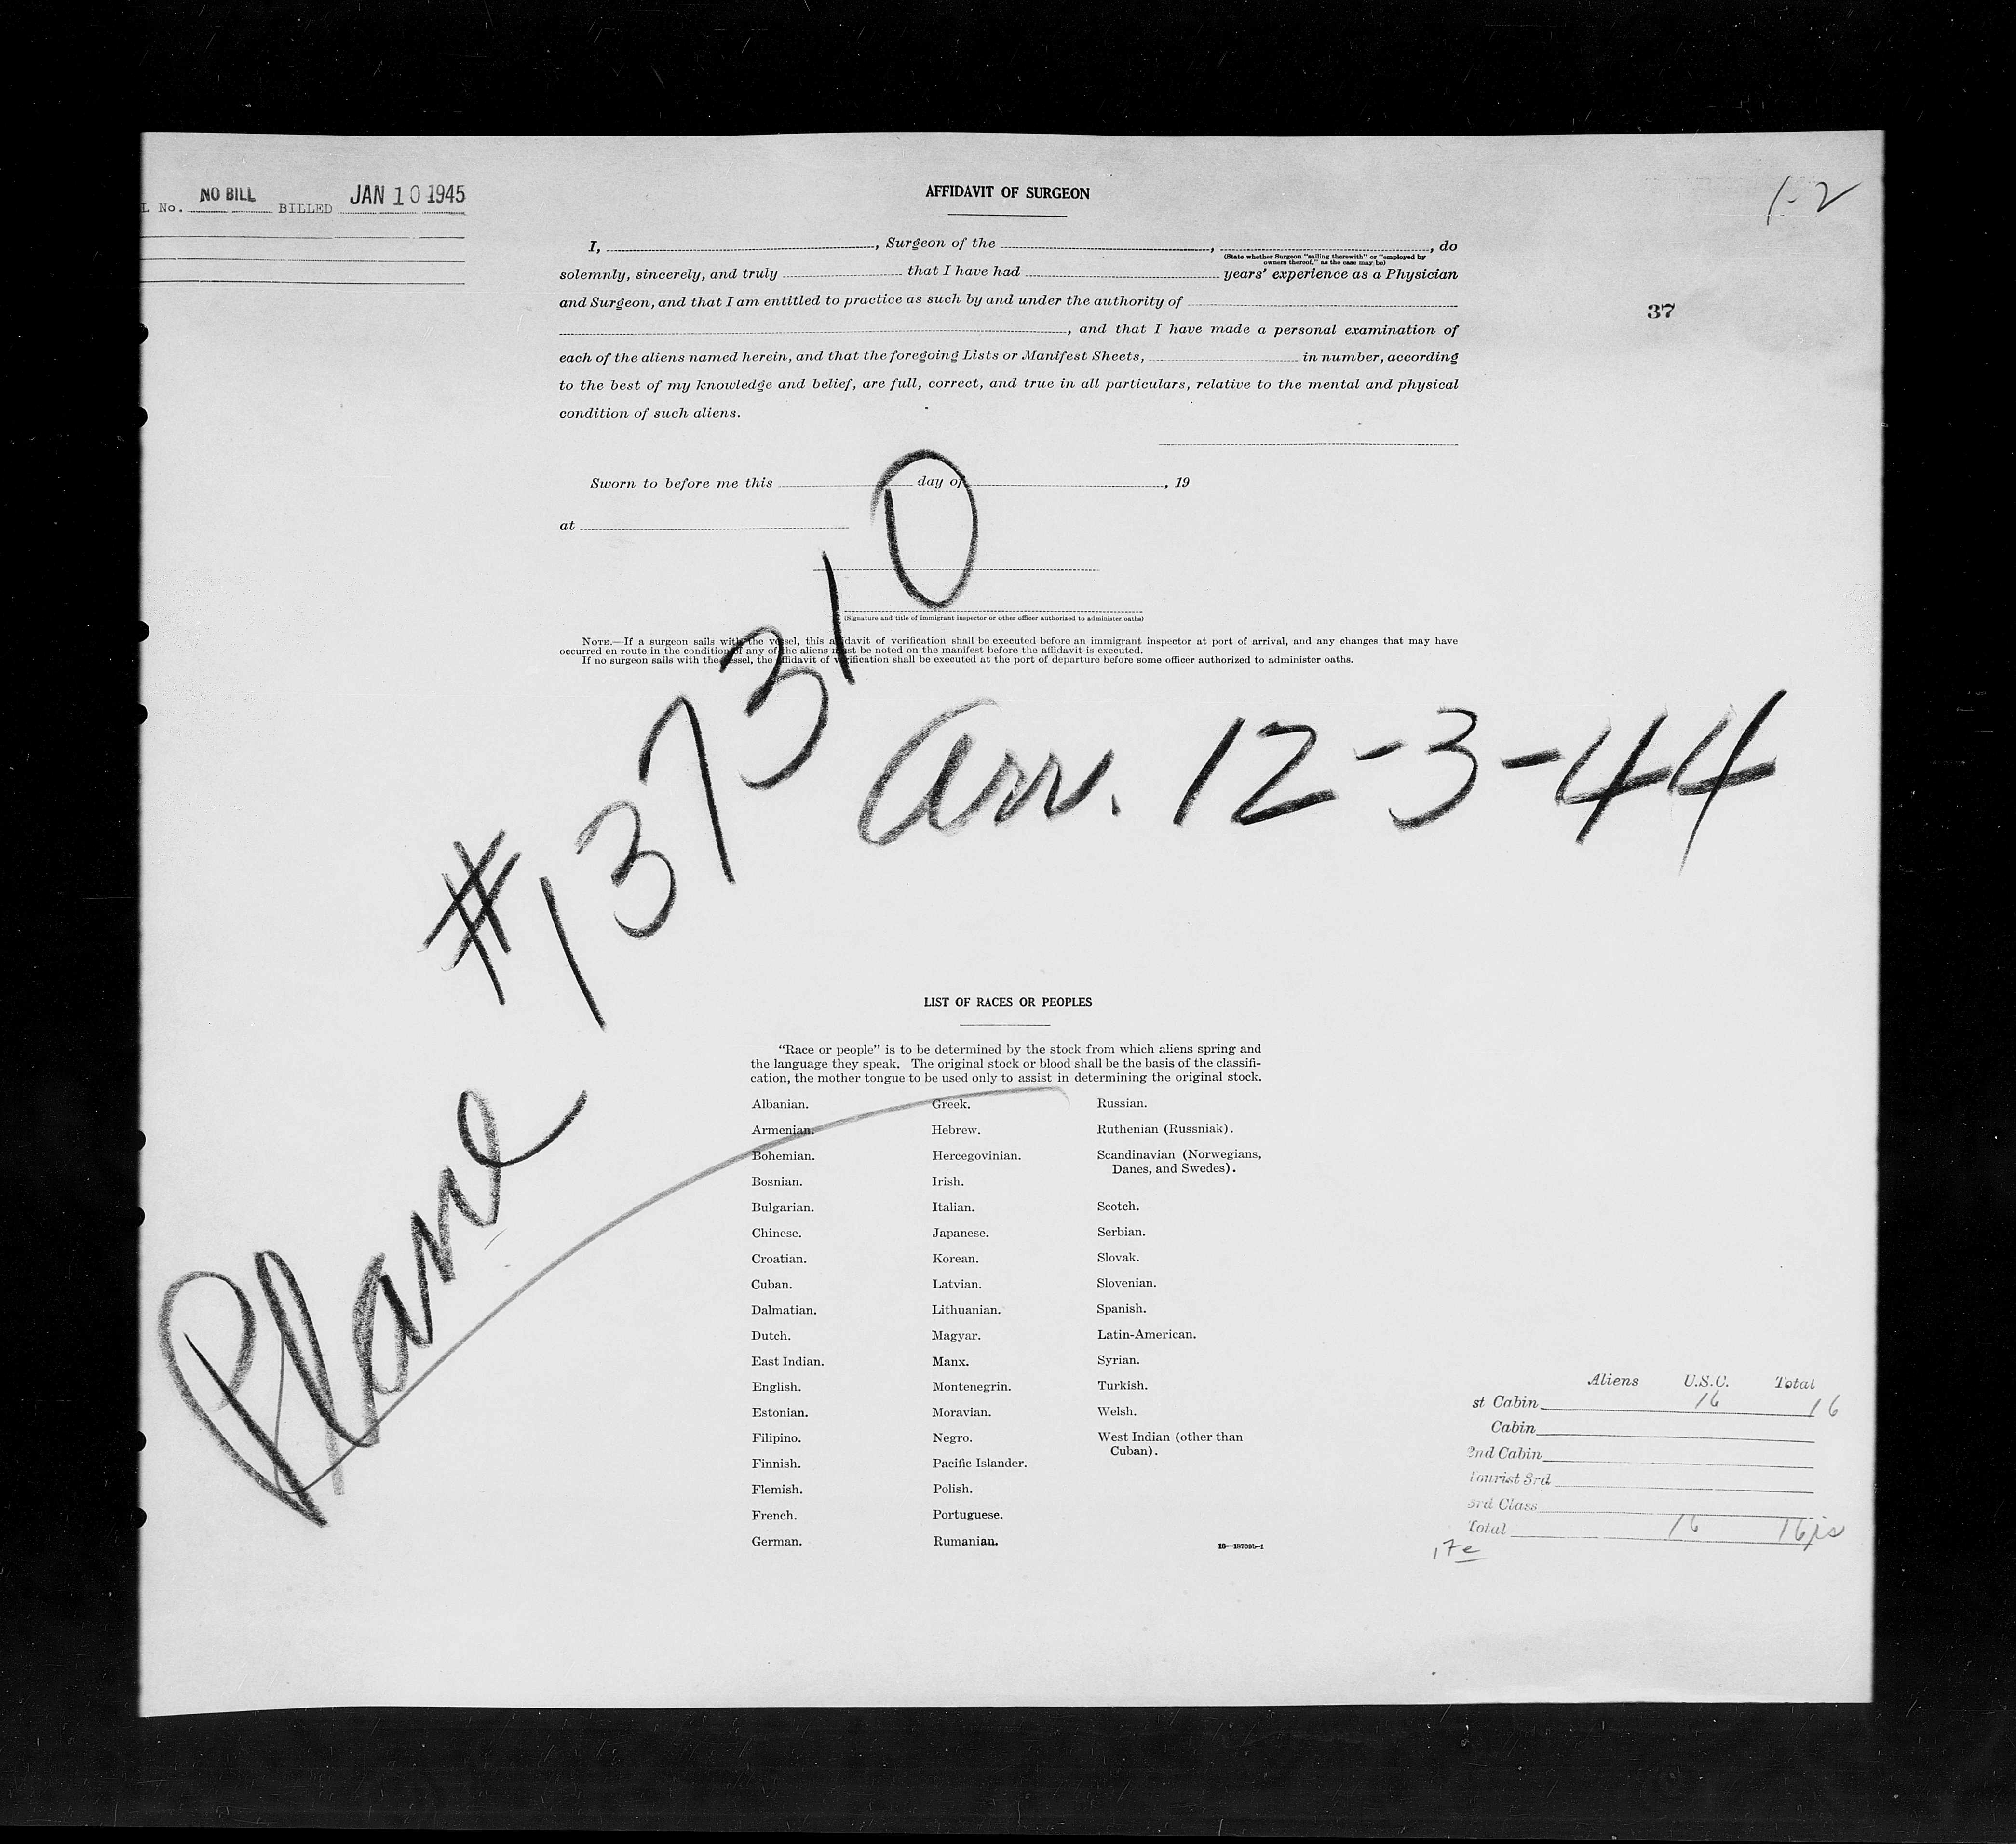 L No. NO BILL BILLED JAN 10 1945
AFFIDAVIT OF SURGEON
1-2
I, , Surgeon of the , , do
(State whether Surgeon "sailing therewith" or "employed by
owners thereof," as the case may be)
solemnly, sincerely, and truly that I have had years' experience as a Physician
and Surgeon, and that I am entitled to practice as such by and under the authority of
37
, and that I have made a personal examination of
each of the aliens named herein, and that the foregoing Lists or Manifest Sheets, in number, according
to the best of my knowledge and belief, are full, correct, and true in all particulars, relative to the mental and physical
condition of such aliens.
Sworn to before me this day of , 19
at
(Signature and title of immigrant inspector or other officer authorized to administer oaths)
NOTE.—If a surgeon sails with the vessel, this affidavit of verification shall be executed before an immigrant inspector at port of arrival, and any changes that may have
occurred en route in the condition of any of the aliens must be noted on the manifest before the affidavit is executed.
If no surgeon sails with the vessel, the affidavit of verification shall be executed at the port of departure before some officer authorized to administer oaths.
Plane #137310
Arr. 12-3-44
LIST OF RACES OR PEOPLES
"Race or people" is to be determined by the stock from which aliens spring and
the language they speak. The original stock or blood shall be the basis of the classifi-
cation, the mother tongue to be used only to assist in determining the original stock.
Albanian.
Armenian.
Bohemian.
Bosnian.
Bulgarian.
Chinese.
Croatian.
Cuban.
Dalmatian.
Dutch.
East Indian.
English.
Estonian.
Filipino.
Finnish.
Flemish.
French.
German.
Greek.
Hebrew.
Hercegovinian.
Irish.
Italian.
Japanese.
Korean.
Latvian.
Lithuanian.
Magyar.
Manx.
Montenegrin.
Moravian.
Negro.
Pacific Islander.
Polish.
Portuguese.
Rumanian.
Russian.
Ruthenian (Russniak).
Scandinavian (Norwegians,
Danes, and Swedes).
Scotch.
Serbian.
Slovak.
Slovenian.
Spanish.
Latin-American.
Syrian.
Turkish.
Welsh.
West Indian (other than
Cuban).
16—18709b-1
Aliens U.S.C. Total
st Cabin 16 16
Cabin
2nd Cabin
Tourist 3rd
3rd Class
Total 16 16